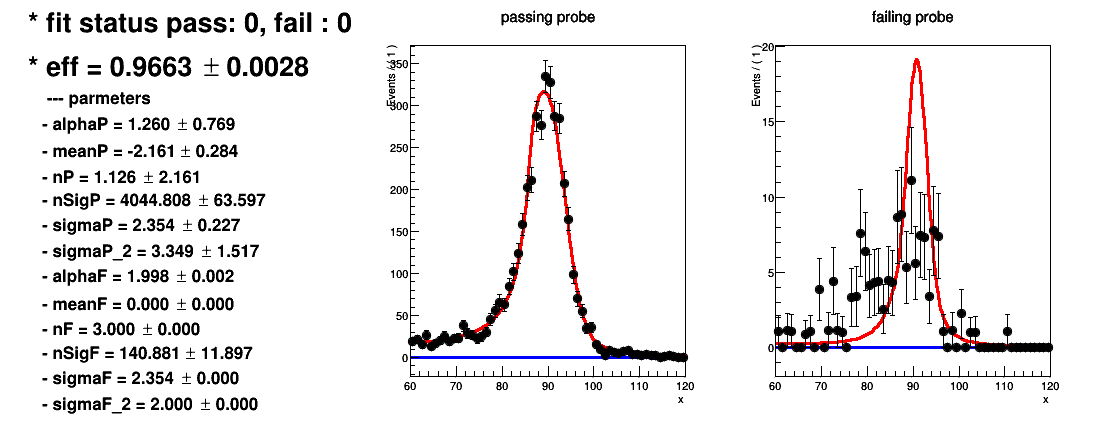 * fit status pass: 0, fail : 0
* eff = 0.9663 ± 0.0028
--- parmeters
- alphaP = 1.260 ± 0.769
- meanP = -2.161 ± 0.284
- nP = 1.126 ± 2.161
- nSigP = 4044.808 ± 63.597
- sigmaP = 2.354 ± 0.227
- sigmaP_2 = 3.349 ± 1.517
- alphaF = 1.998 ± 0.002
- meanF = 0.000 ± 0.000
- nF = 3.000 ± 0.000
- nSigF = 140.881 ± 11.897
- sigmaF = 2.354 ± 0.000
- sigmaF_2 = 2.000 ± 0.000
passing probe
Events / ( 1 )
350
300
250
200
150
100
50
0
60 70 80 90 100 110 120
x
failing probe
Events / ( 1 )
20
15
10
5
0
60 70 80 90 100 110 120
x